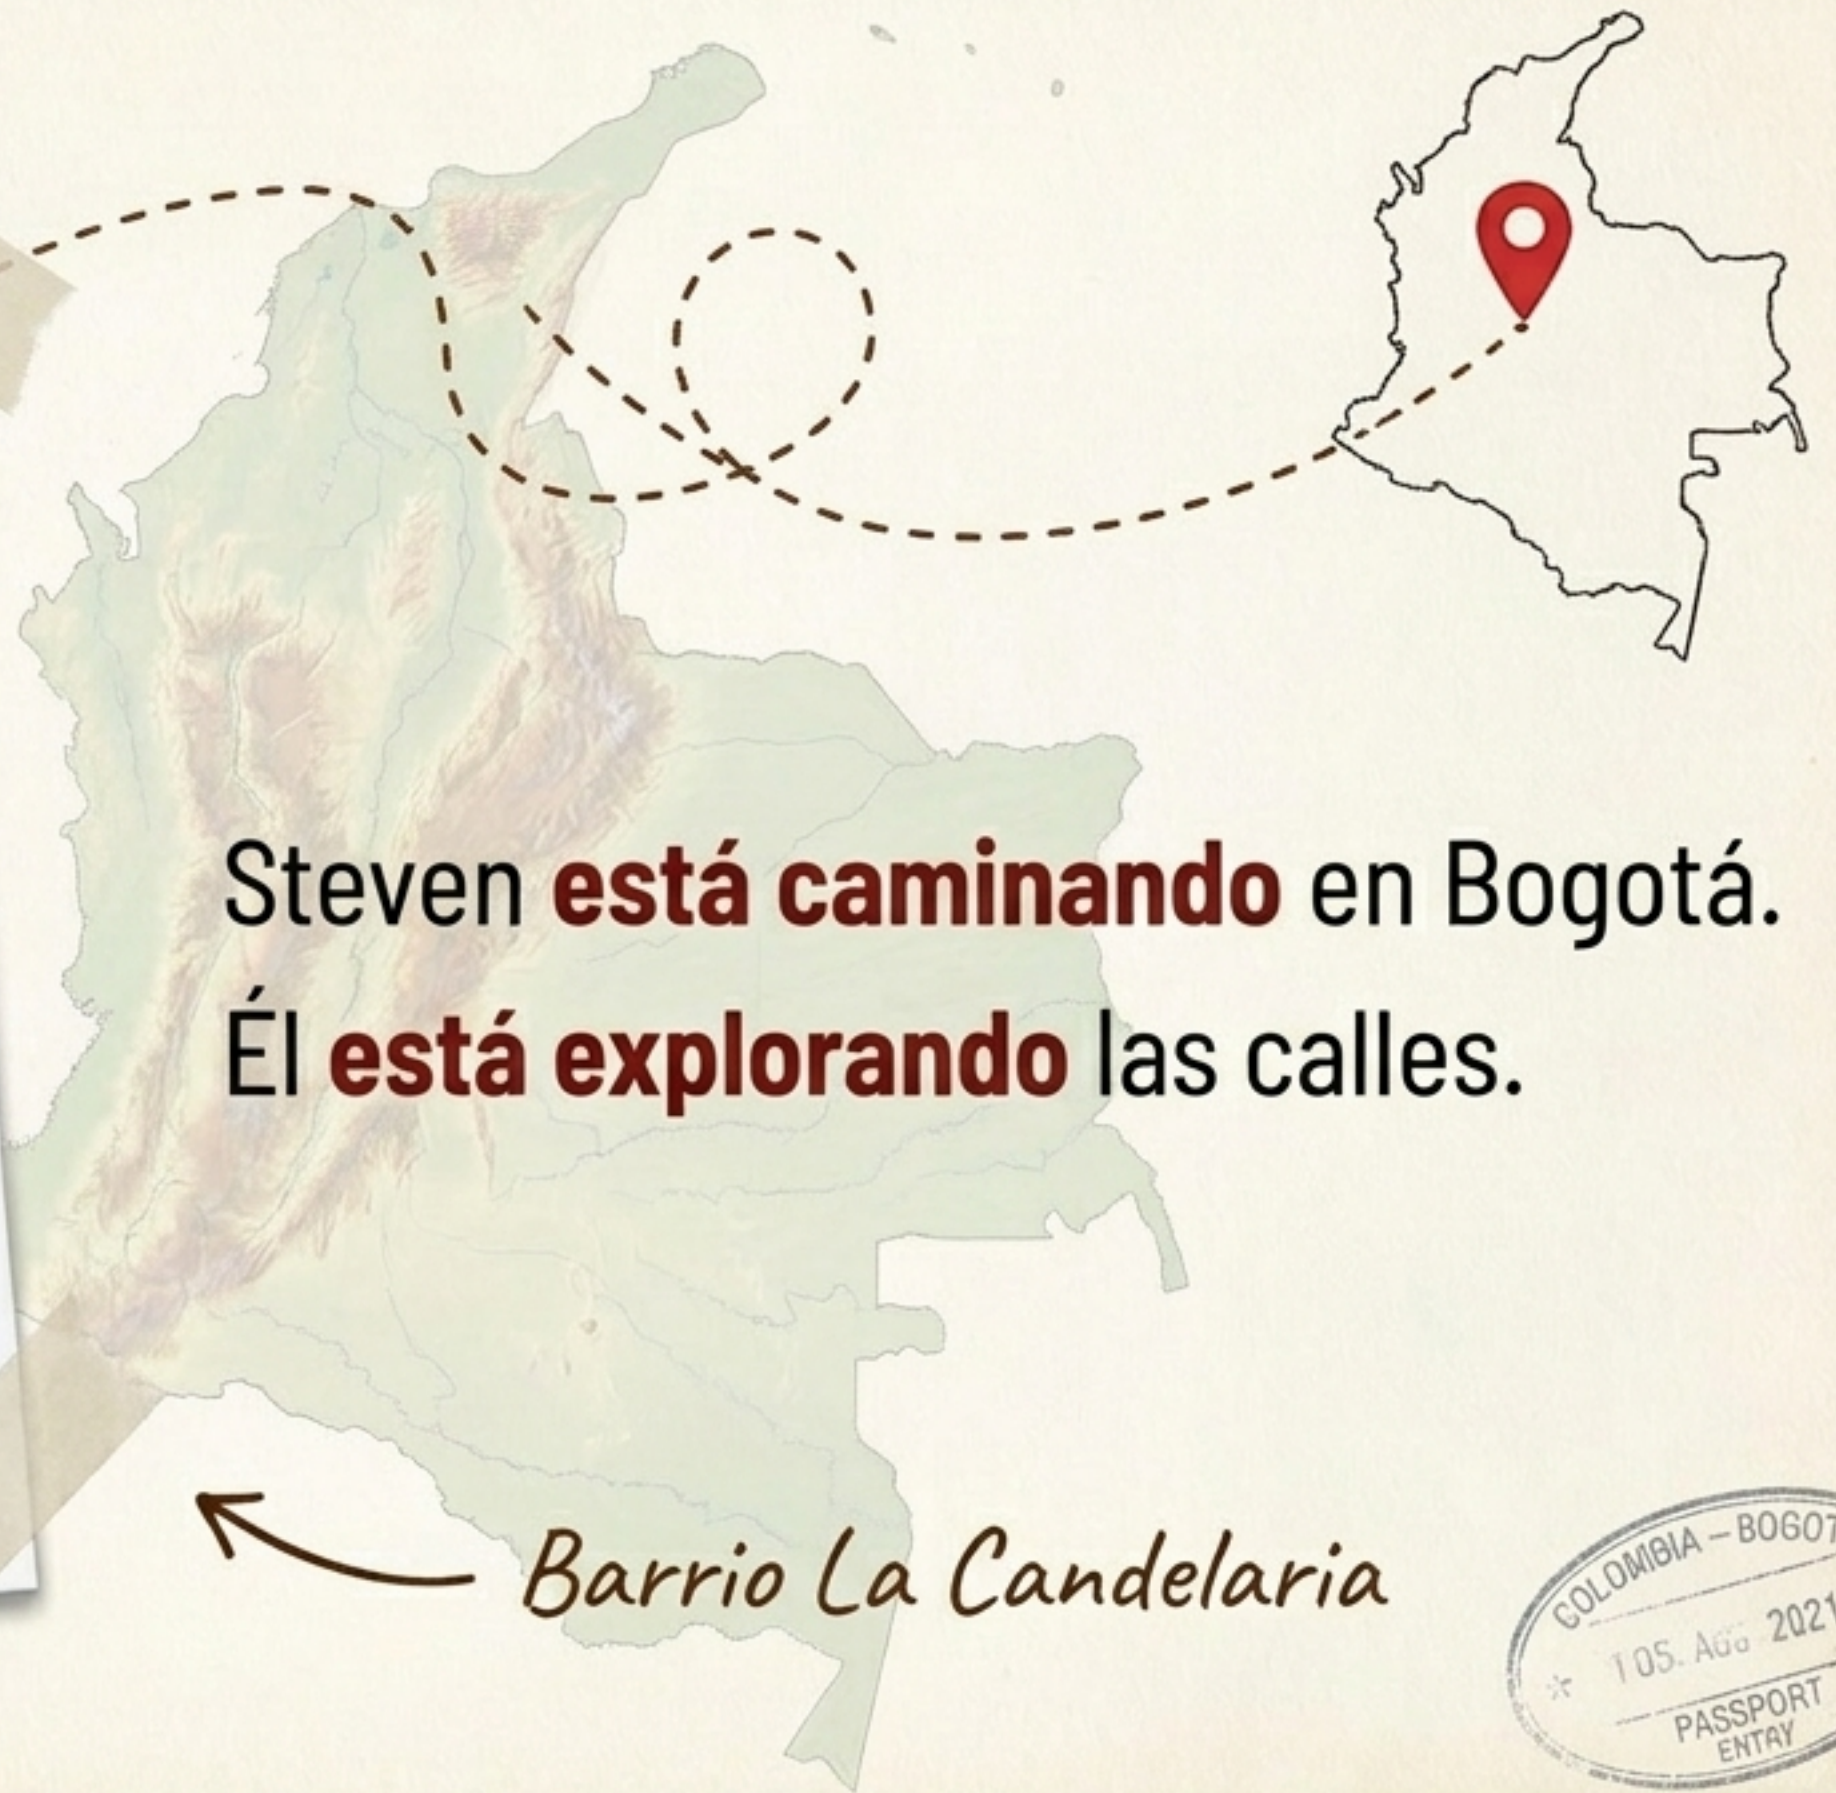 Steven está caminando en Bogotá.
Él está explorando las calles.
Barrio La Candelaria
COLOMBIA – BOGOT
05. 2021
PASSPORT
ENTAY